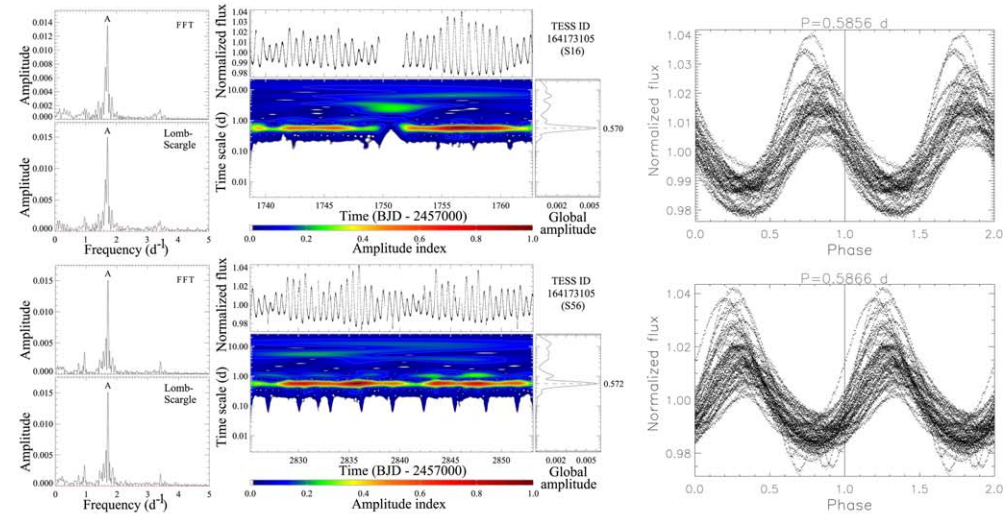 A
FFT
Amplitude
0.014
0.012
0.010
0.008
0.006
0.004
0.002
0.000
A
Lomb-
Scargle
Amplitude
0.015
0.010
0.005
0.000
0 1 2 3 4 5
Frequency (d⁻¹)
Normalized flux
1.04
1.03
1.02
1.01
1.00
0.99
0.98
TESS ID
164173105
(S16)
Time scale (d)
10.00
1.00
0.10
0.01
0.570
1740 1745 1750 1755 1760
0.002 0.005
Time (BJD - 2457000)
Global
amplitude
0.0 0.2 0.4 0.6 0.8 1.0
Amplitude index
P=0.5856 d
Normalized flux
1.04
1.03
1.02
1.01
1.00
0.99
0.98
0.0 0.5 1.0 1.5 2.0
Phase
A
FFT
Amplitude
0.015
0.010
0.005
0.000
A
Lomb-
Scargle
Amplitude
0.015
0.010
0.005
0.000
0 1 2 3 4 5
Frequency (d⁻¹)
Normalized flux
1.04
1.02
1.00
0.98
TESS ID
164173105
(S56)
Time scale (d)
10.00
1.00
0.10
0.01
0.572
2830 2835 2840 2845 2850
0.002 0.005
Time (BJD - 2457000)
Global
amplitude
0.0 0.2 0.4 0.6 0.8 1.0
Amplitude index
P=0.5866 d
Normalized flux
1.04
1.02
1.00
0.98
0.0 0.5 1.0 1.5 2.0
Phase